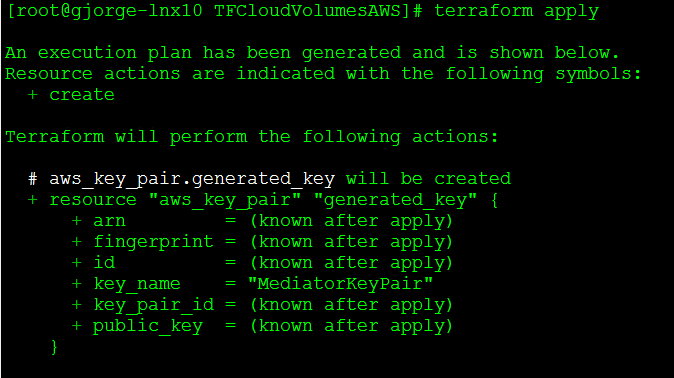 [root@gjorge-lnx10 TFCloudVolumesAWS]# terraform apply
An execution plan has been generated and is shown below.
Resource actions are indicated with the following symbols:
  + create
Terraform will perform the following actions:
  # aws_key_pair.generated_key will be created
  + resource "aws_key_pair" "generated_key" {
      + arn         = (known after apply)
      + fingerprint = (known after apply)
      + id          = (known after apply)
      + key_name    = "MediatorKeyPair"
      + key_pair_id = (known after apply)
      + public_key  = (known after apply)
    }